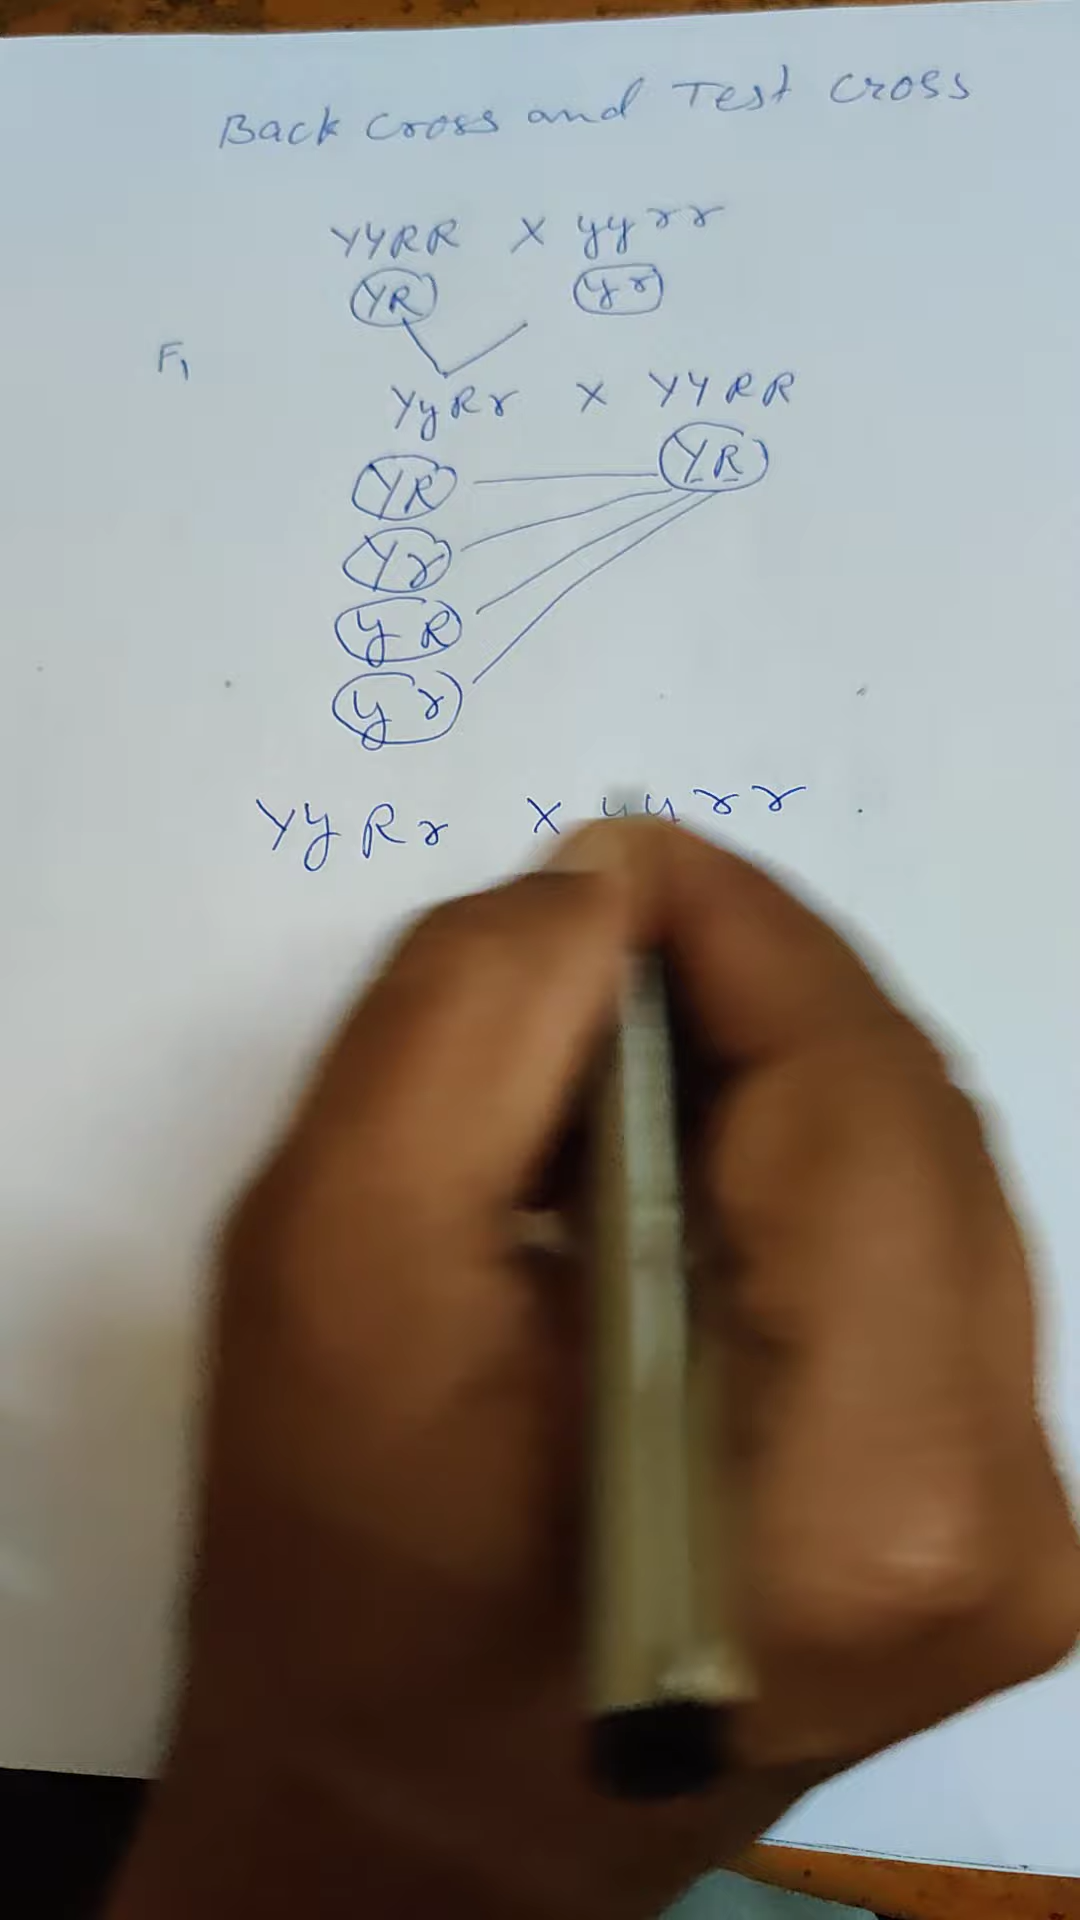 Back Cross and Test Cross
YYRR X yyrr
YR yr
F1
YyRr X YYRR
YR YR
Yr
yR
yr
YyRr X yyrr